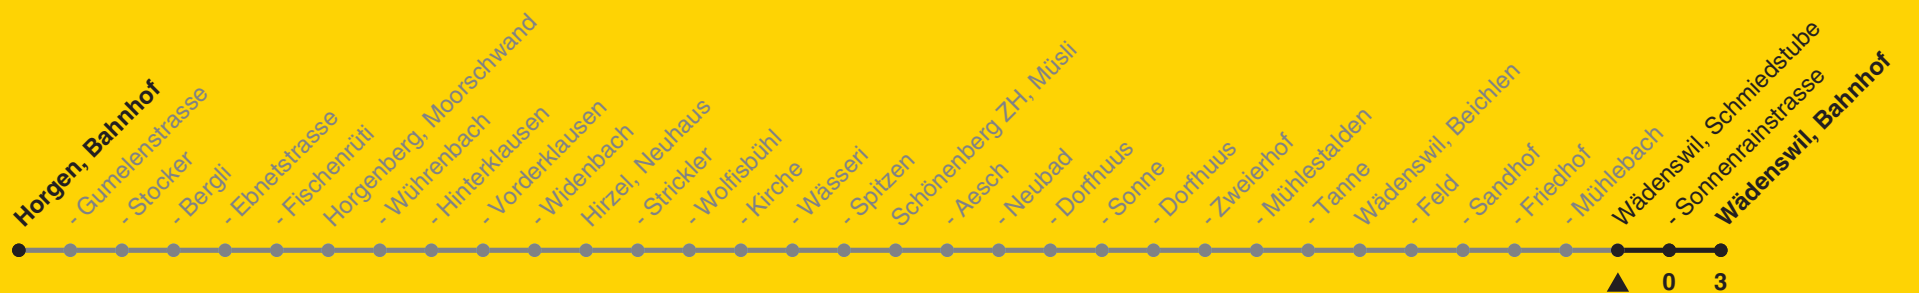 Horgen, Bahnhof
- Gumelenstrasse
- Stocker
- Bergli
- Ebnetstrasse
- Fischenrüti
Horgenberg, Moorschwand
- Wührenbach
- Hinterklausen
- Vorderklausen
- Widenbach
Hirzel, Neuhaus
- Strickler
- Wolfisbühl
- Kirche
- Wässeri
- Spitzen
Schönenberg ZH, Müsli
- Aesch
- Neubad
- Dorfhuus
- Sonne
- Dorfhuus
- Zweierhof
- Mühlestalden
- Tanne
Wädenswil, Beichlen
- Feld
- Sandhof
- Friedhof
- Mühlebach
Wädenswil, Schmiedstube
- Sonnenrainstrasse
Wädenswil, Bahnhof
0 3